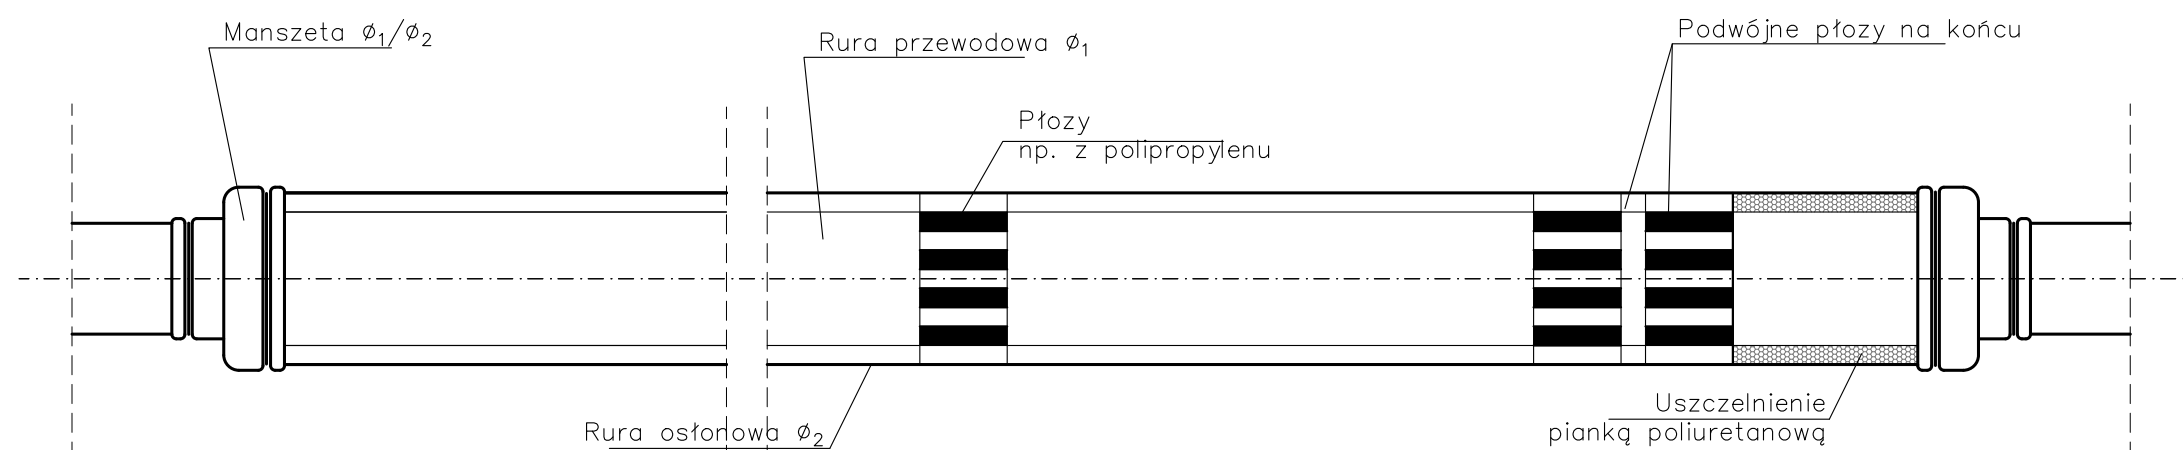 Manszeta ø1/ø2
Rura przewodowa ø1
Podwójne płozy na końcu
Płozy
np. z polipropylenu
Rura osłonowa ø2
Uszczelnienie
pianką poliuretanową